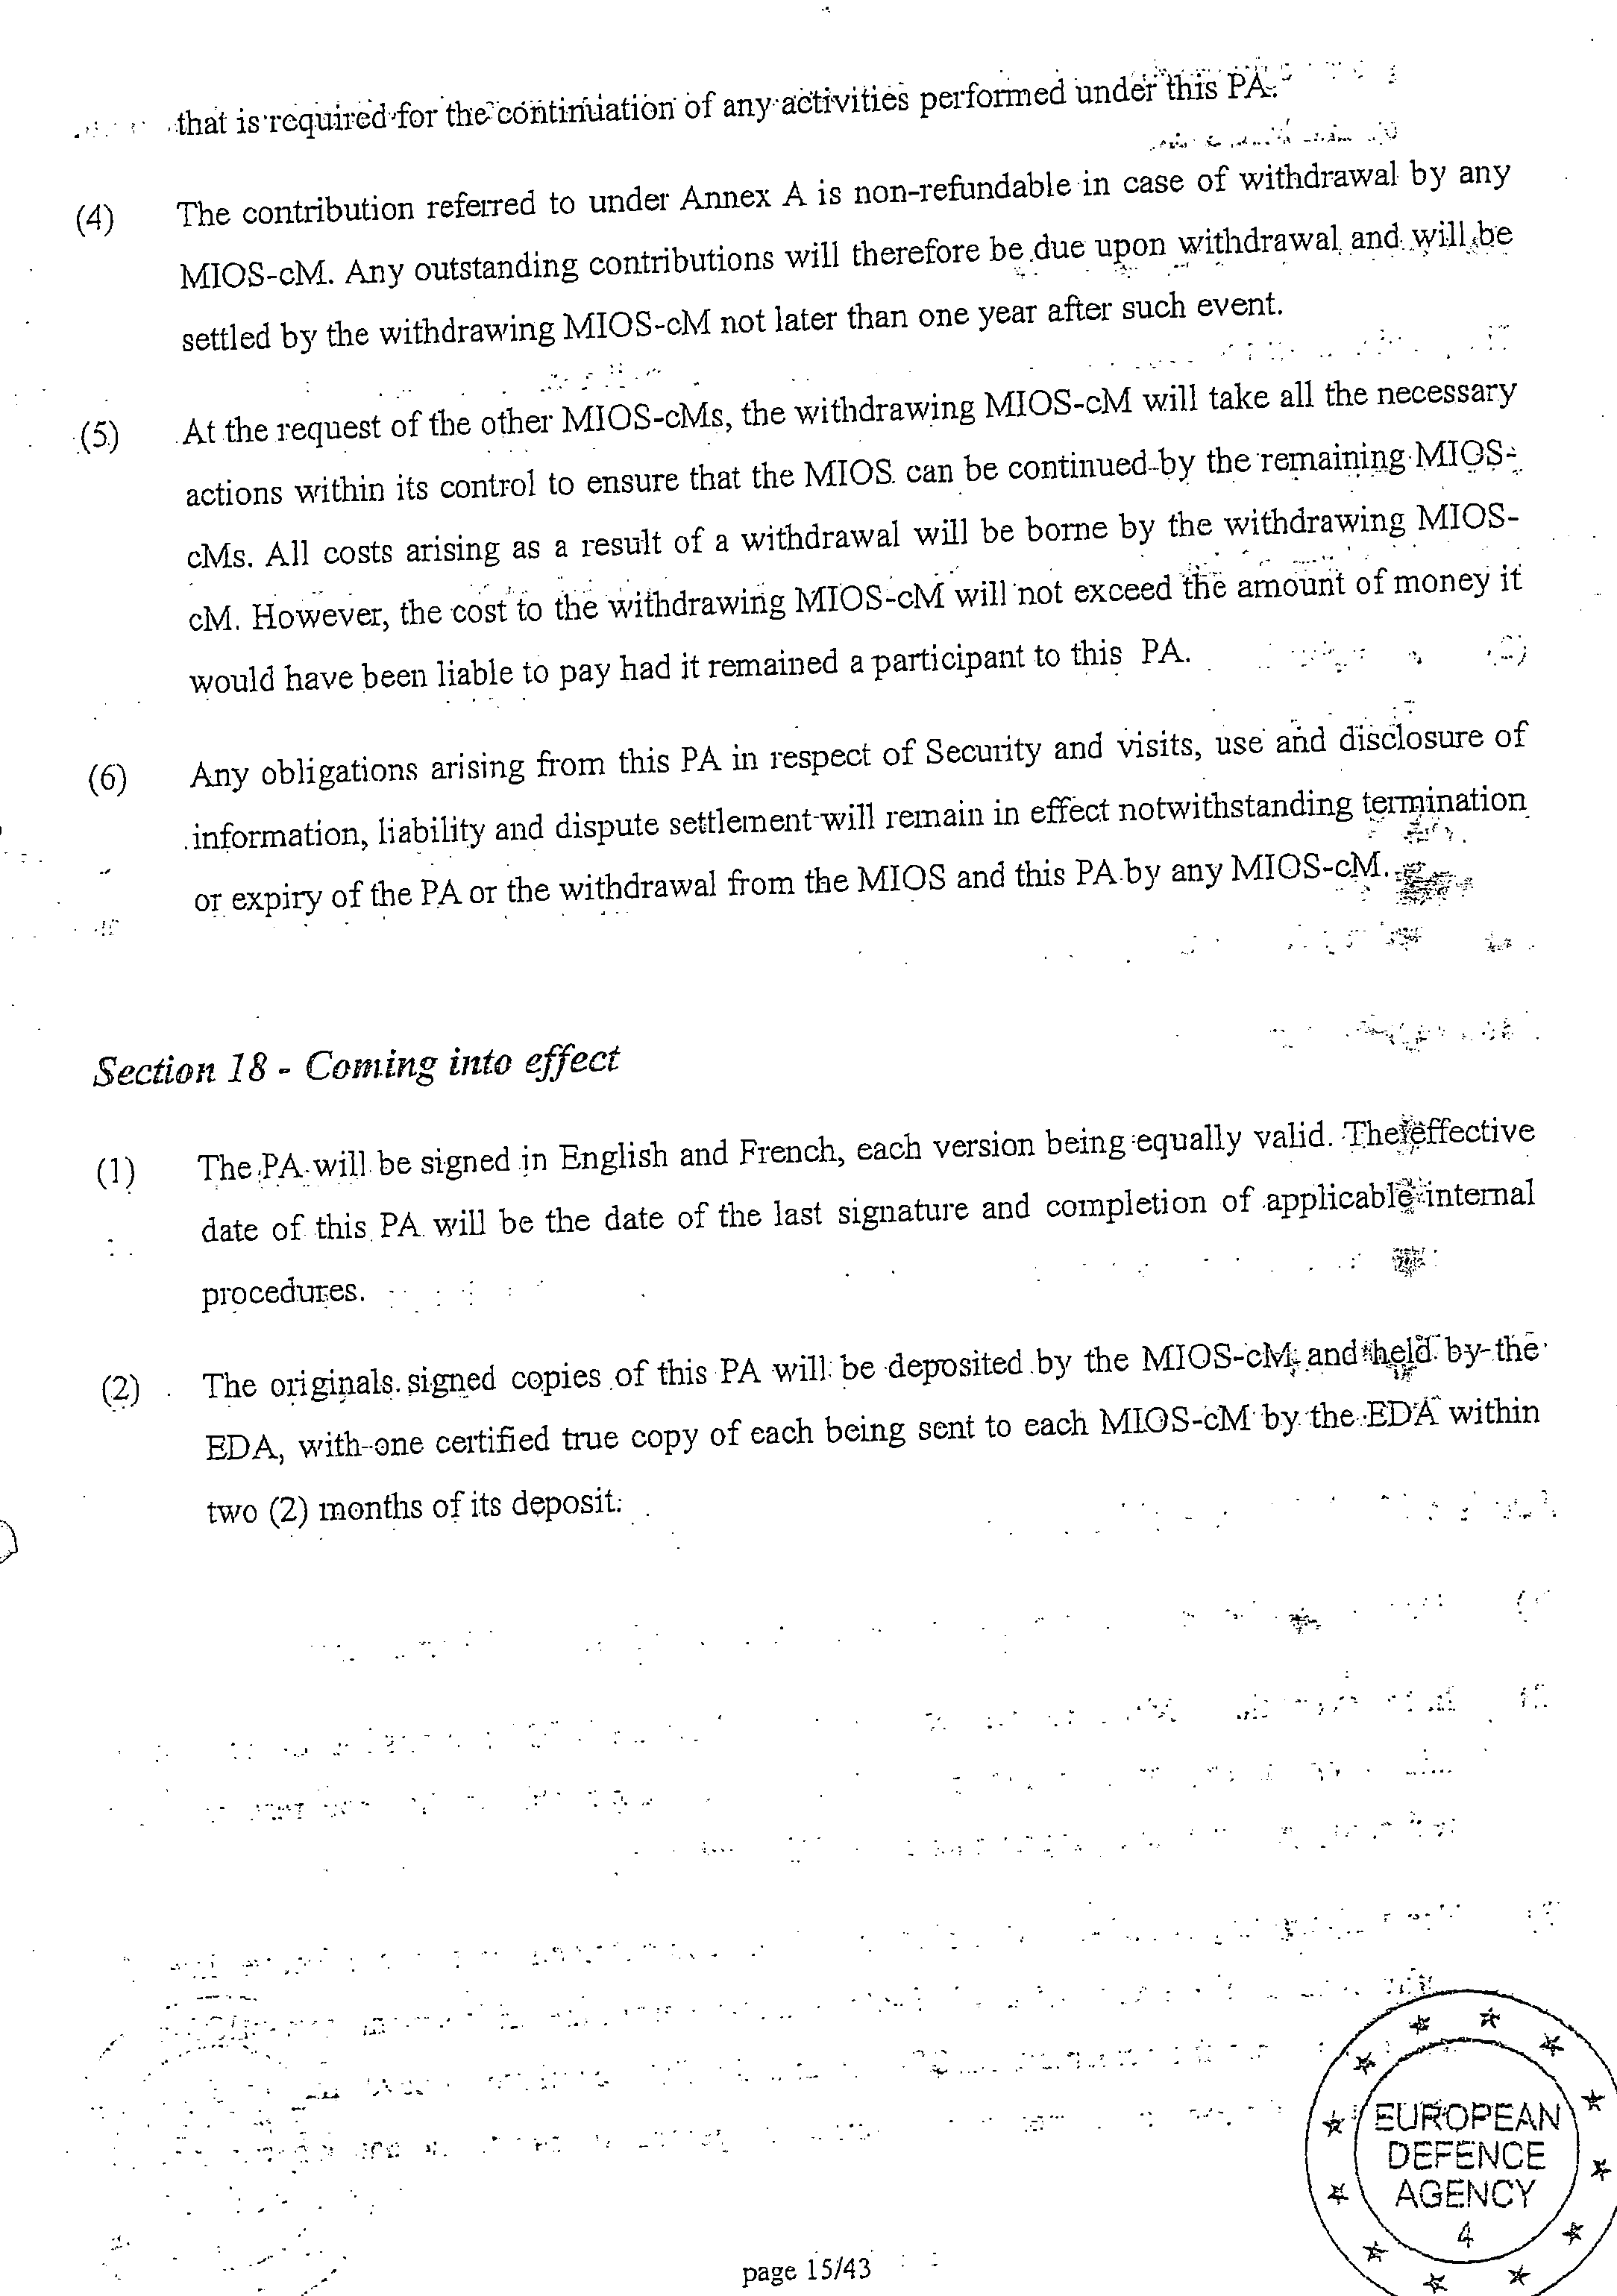 that is required for the continuation of any activities performed under this PA.
(4) The contribution referred to under Annex A is non-refundable in case of withdrawal by any
MIOS-cM. Any outstanding contributions will therefore be due upon withdrawal and will be
settled by the withdrawing MIOS-cM not later than one year after such event.
(5) At the request of the other MIOS-cMs, the withdrawing MIOS-cM will take all the necessary
actions within its control to ensure that the MIOS can be continued by the remaining MIOS-
cMs. All costs arising as a result of a withdrawal will be borne by the withdrawing MIOS-
cM. However, the cost to the withdrawing MIOS-cM will not exceed the amount of money it
would have been liable to pay had it remained a participant to this PA.
(6) Any obligations arising from this PA in respect of Security and visits, use and disclosure of
information, liability and dispute settlement will remain in effect notwithstanding termination
or expiry of the PA or the withdrawal from the MIOS and this PA by any MIOS-cM.
Section 18 - Coming into effect
(1) The PA will be signed in English and French, each version being equally valid. The effective
date of this PA will be the date of the last signature and completion of applicable internal
procedures.
(2) The originals signed copies of this PA will be deposited by the MIOS-cM, and held by the
EDA, with one certified true copy of each being sent to each MIOS-cM by the EDA within
two (2) months of its deposit.
EUROPEAN
DEFENCE
AGENCY
4
page 15/43